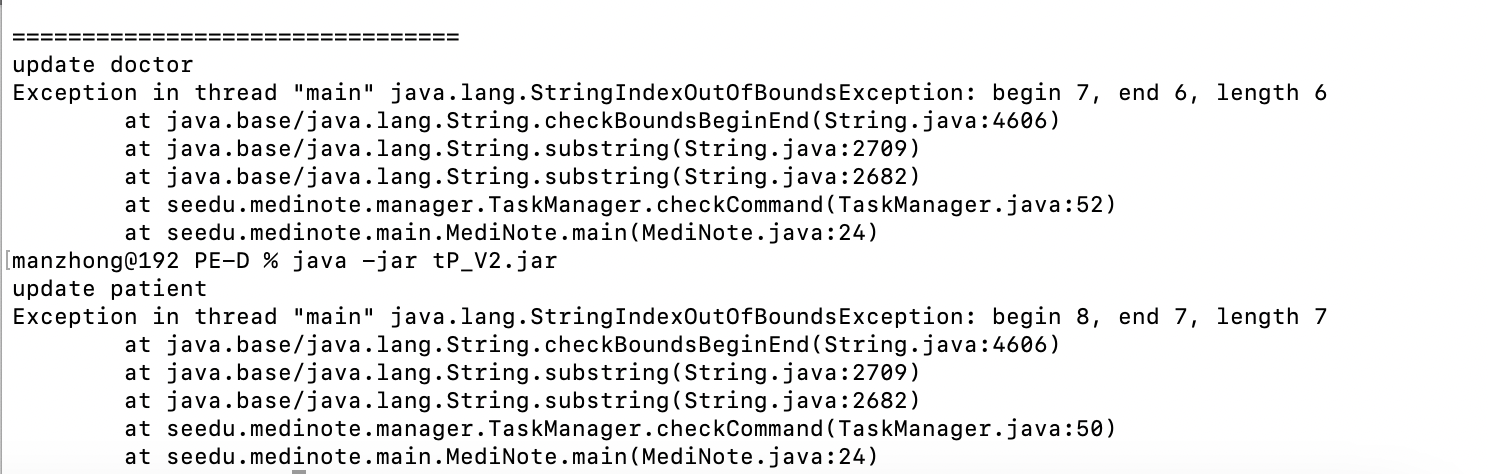 ================================
update doctor
Exception in thread "main" java.lang.StringIndexOutOfBoundsException: begin 7, end 6, length 6
        at java.base/java.lang.String.checkBoundsBeginEnd(String.java:4606)
        at java.base/java.lang.String.substring(String.java:2709)
        at java.base/java.lang.String.substring(String.java:2682)
        at seedu.medinote.manager.TaskManager.checkCommand(TaskManager.java:52)
        at seedu.medinote.main.MediNote.main(MediNote.java:24)
[manzhong@192 PE-D % java -jar tP_V2.jar
update patient
Exception in thread "main" java.lang.StringIndexOutOfBoundsException: begin 8, end 7, length 7
        at java.base/java.lang.String.checkBoundsBeginEnd(String.java:4606)
        at java.base/java.lang.String.substring(String.java:2709)
        at java.base/java.lang.String.substring(String.java:2682)
        at seedu.medinote.manager.TaskManager.checkCommand(TaskManager.java:50)
        at seedu.medinote.main.MediNote.main(MediNote.java:24)